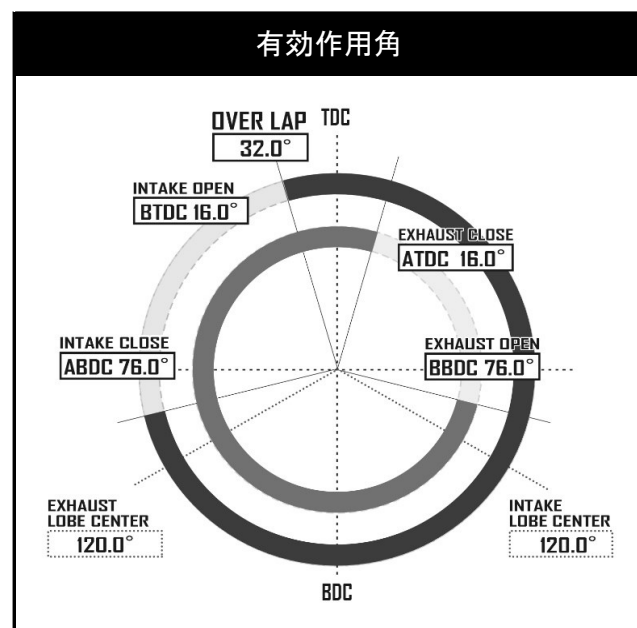 有効作用角
OVER LAP
32.0°
TDC
INTAKE OPEN
BTDC 16.0°
EXHAUST CLOSE
ATDC 16.0°
INTAKE CLOSE
ABDC 76.0°
EXHAUST OPEN
BBDC 76.0°
EXHAUST
LOBE CENTER
120.0°
INTAKE
LOBE CENTER
120.0°
BDC